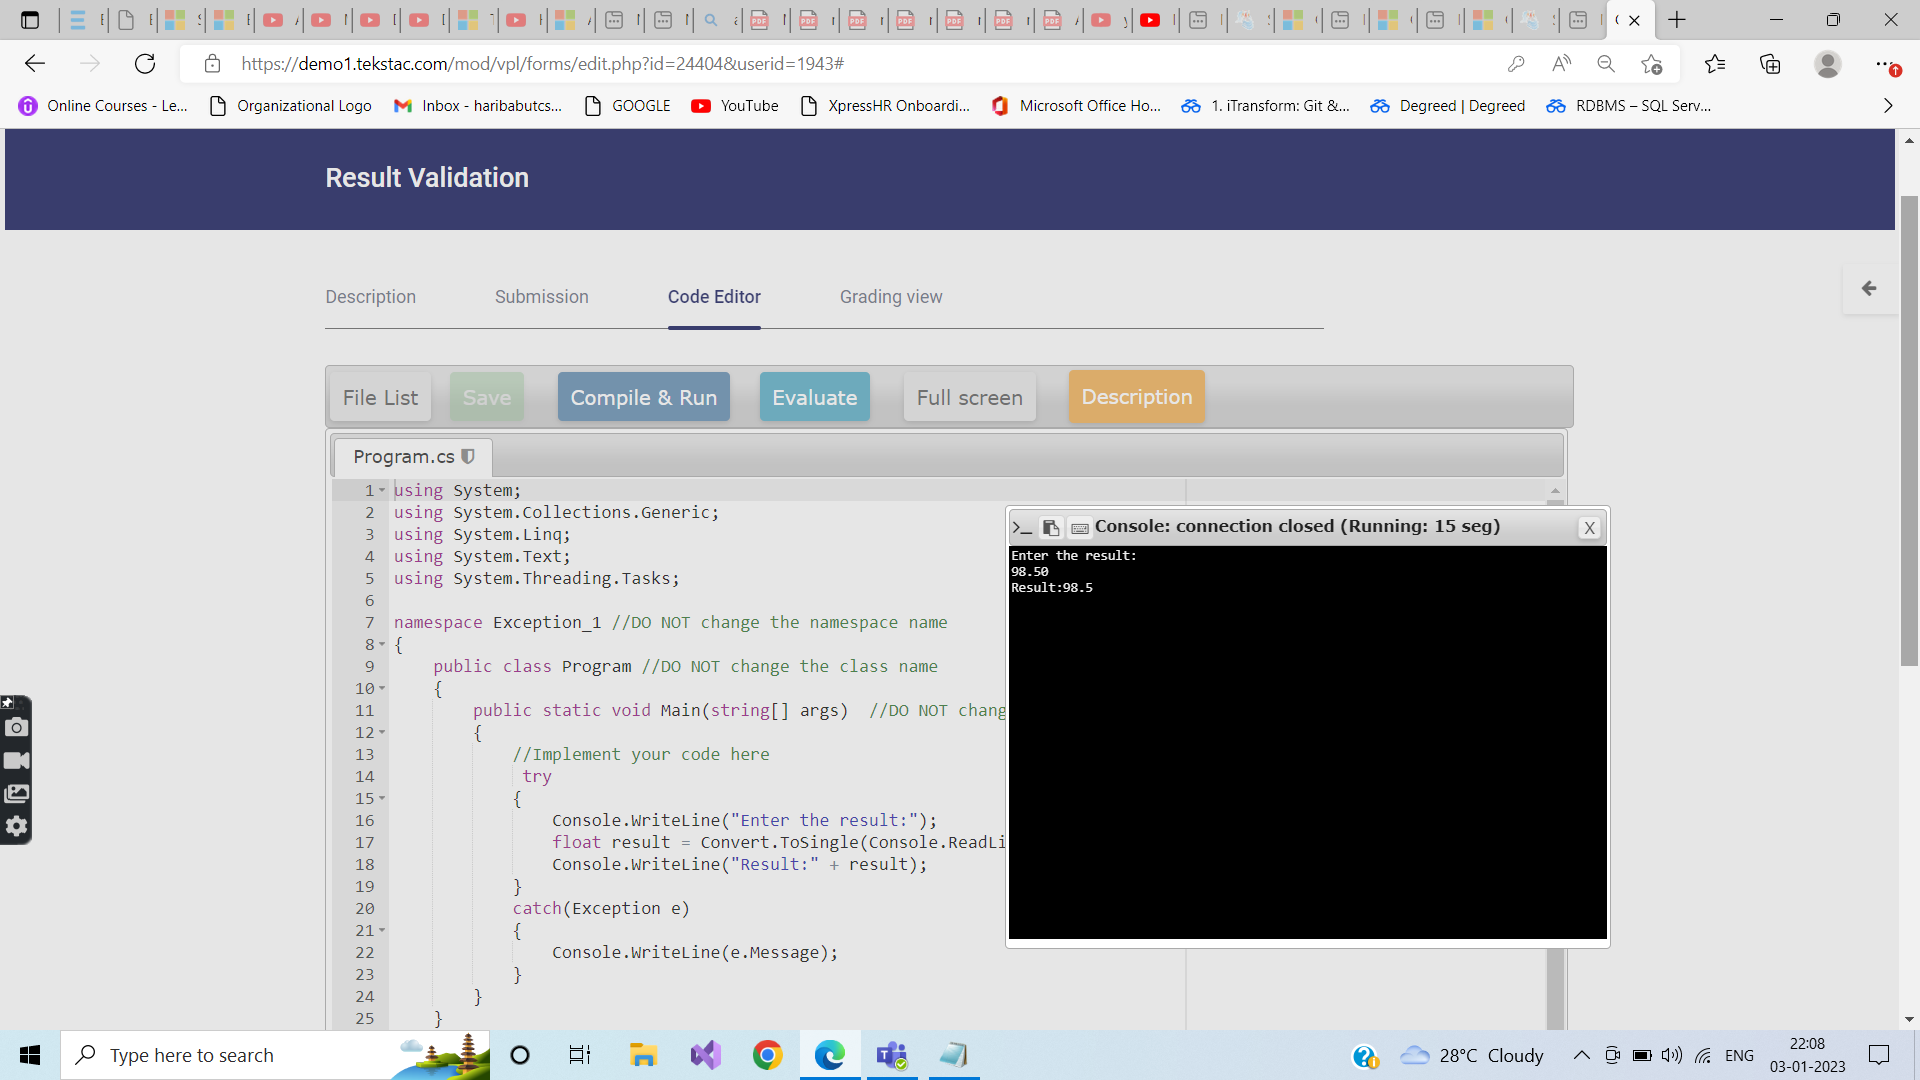 https://demo1.tekstac.com/mod/vpl/forms/edit.php?id=24404&userid=1943#
Online Courses - Le... Organizational Logo Inbox - haribabutcs... GOOGLE YouTube XpressHR Onboardi... Microsoft Office Ho... 1. iTransform: Git &... Degreed | Degreed RDBMS – SQL Serv...
Result Validation
Description Submission Code Editor Grading view
File List Save Compile & Run Evaluate Full screen Description
Program.cs
1 using System;
2 using System.Collections.Generic;
3 using System.Linq;
4 using System.Text;
5 using System.Threading.Tasks;
6
7 namespace Exception_1 //DO NOT change the namespace name
8 {
9 public class Program //DO NOT change the class name
10 {
11 public static void Main(string[] args) //DO NOT chang
12 {
13 //Implement your code here
14 try
15 {
16 Console.WriteLine("Enter the result:");
17 float result = Convert.ToSingle(Console.ReadLi
18 Console.WriteLine("Result:" + result);
19 }
20 catch(Exception e)
21 {
22 Console.WriteLine(e.Message);
23 }
24 }
25 }
Console: connection closed (Running: 15 seg) X
Enter the result:
98.50
Result:98.5
Type here to search
28°C Cloudy
ENG
22:08
03-01-2023